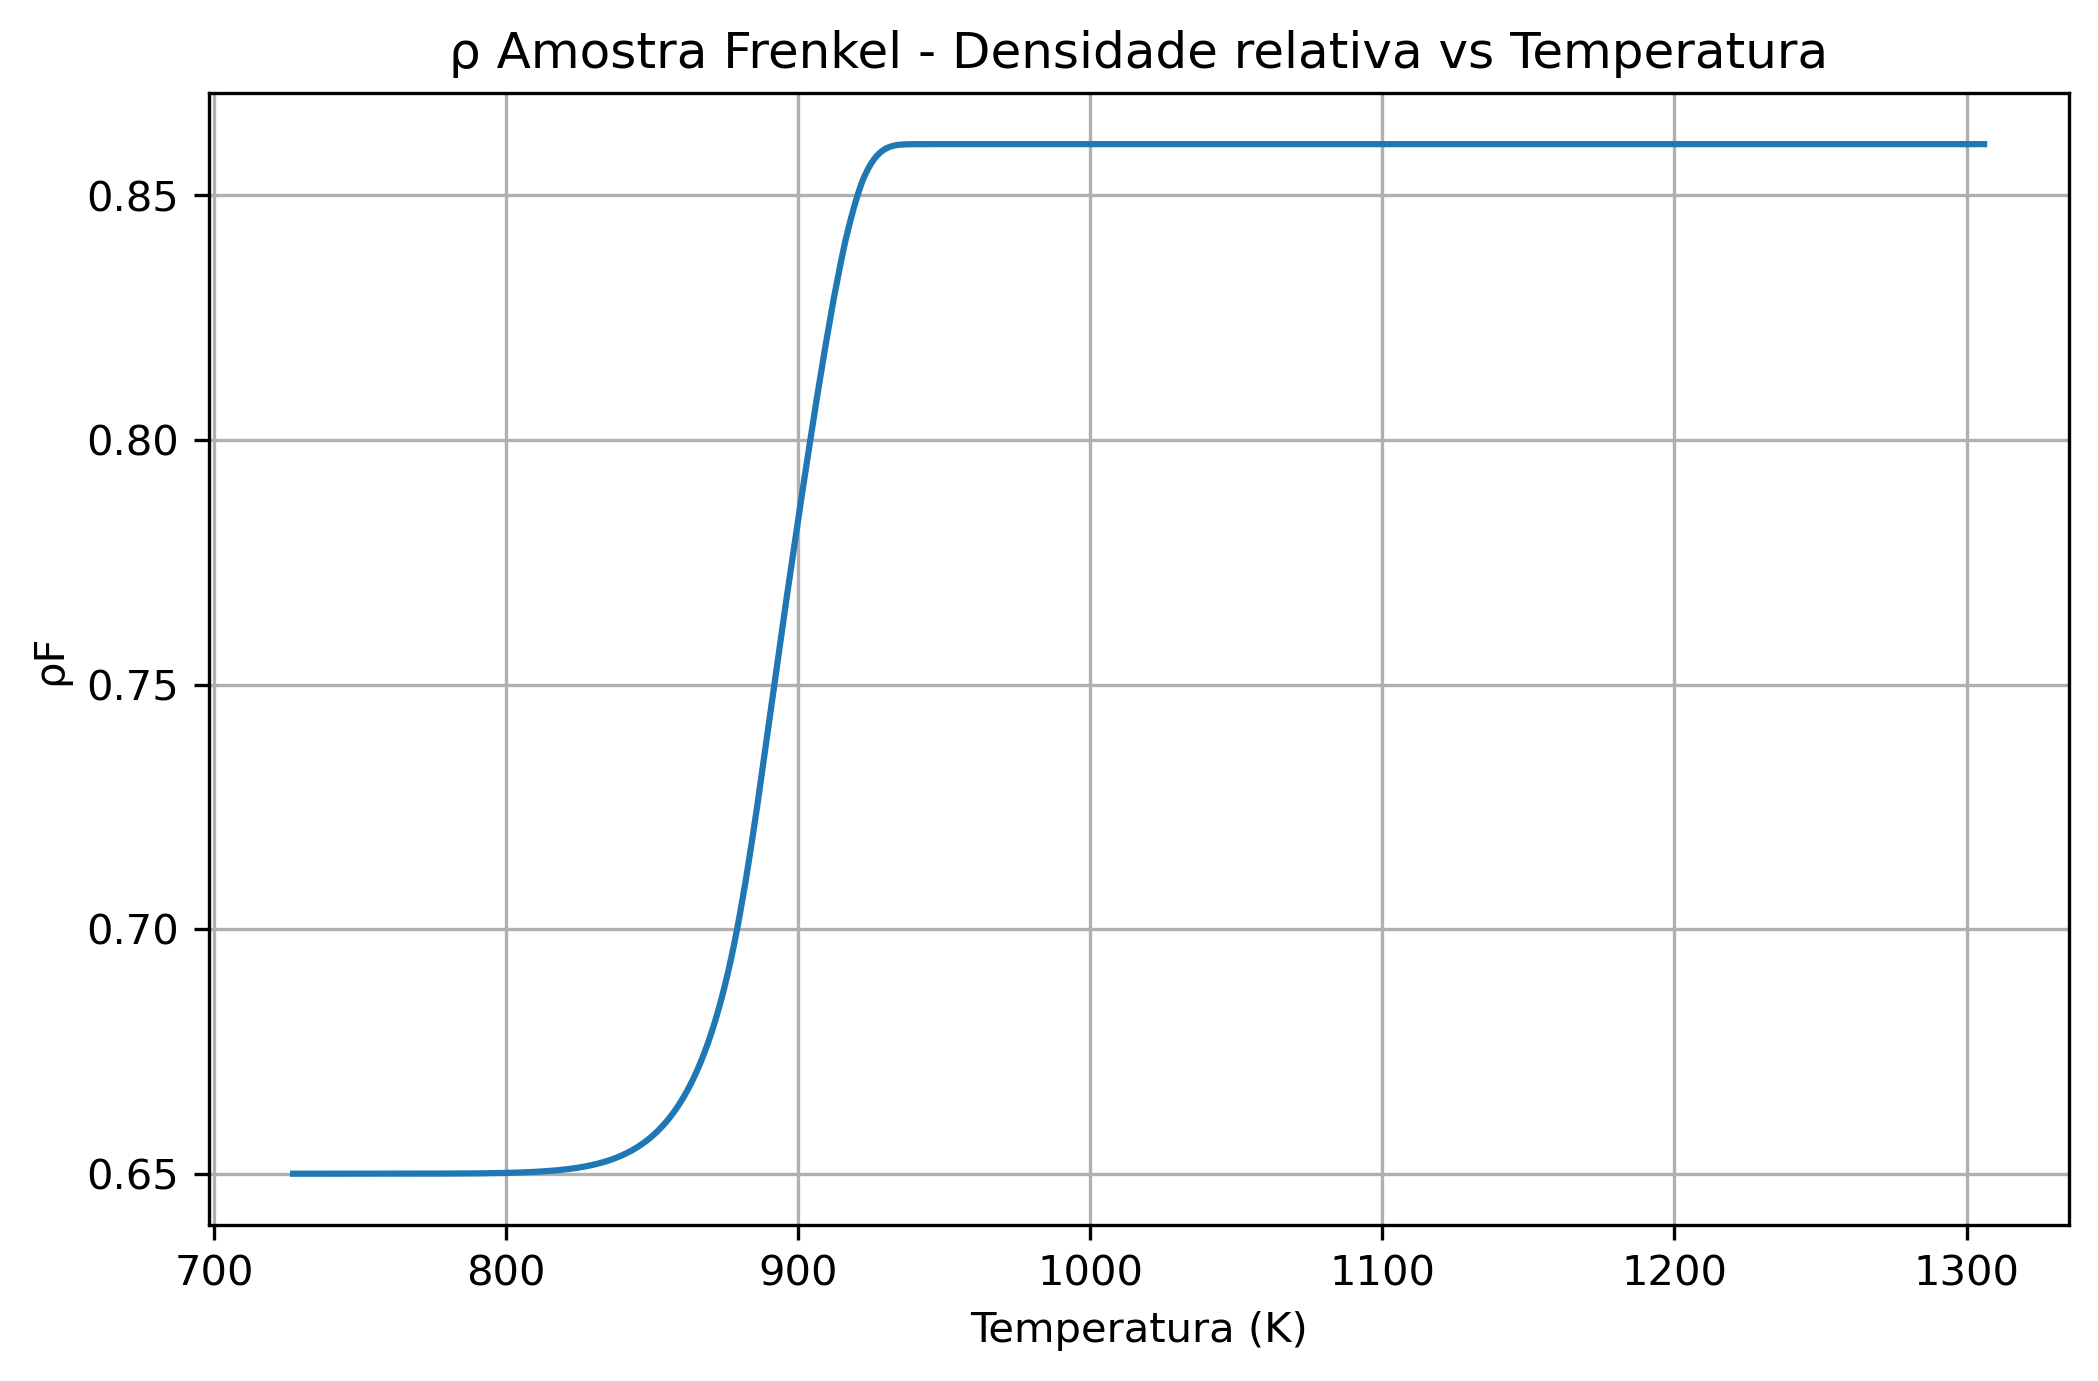 ρ Amostra Frenkel - Densidade relativa vs Temperatura
ρF
0.85
0.80
0.75
0.70
0.65
700 800 900 1000 1100 1200 1300
Temperatura (K)